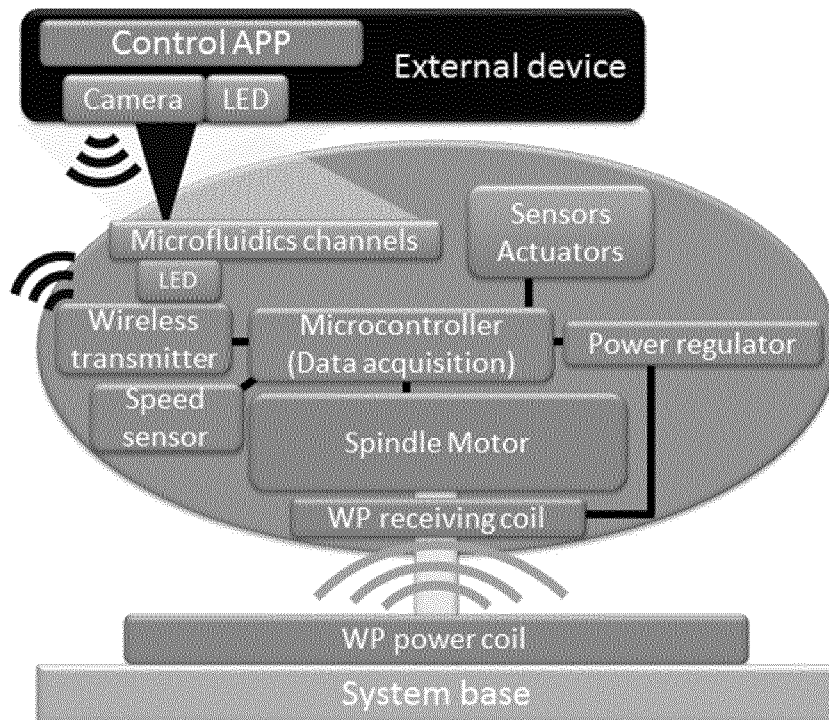 Control APP
External device
Camera
LED
Microfluidics channels
Sensors
Actuators
LED
Wireless
transmitter
Microcontroller
(Data acquisition)
Power regulator
Speed
sensor
Spindle Motor
WP receiving coil
WP power coil
System base